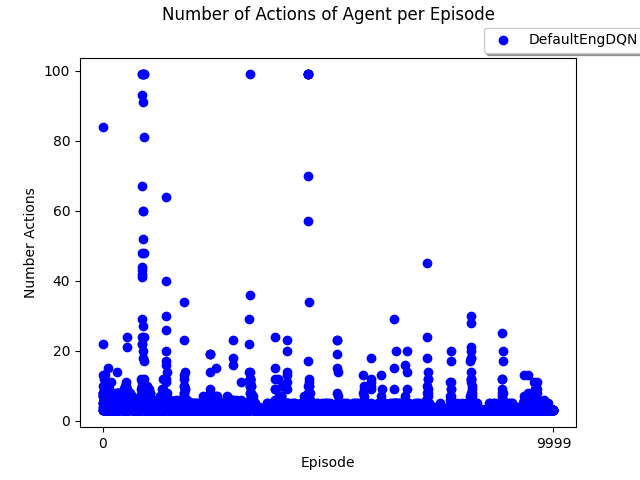 Number of Actions of Agent per Episode
DefaultEngDQN
100
80
60
40
20
0
Number Actions
0
9999
Episode